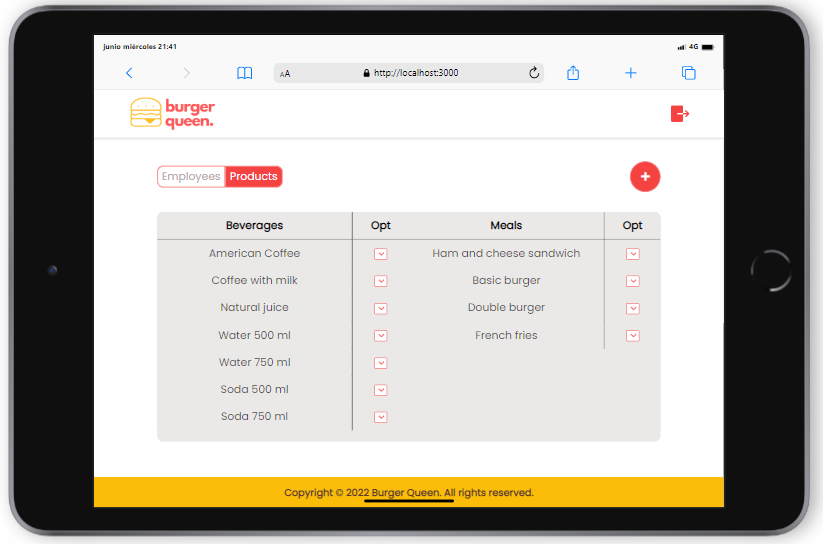 junio miércoles 21:41
4G
AA
http://localhost:3000
burger
queen.
Employees Products
+
Beverages Opt Meals Opt
American Coffee Ham and cheese sandwich
Coffee with milk Basic burger
Natural juice Double burger
Water 500 ml French fries
Water 750 ml
Soda 500 ml
Soda 750 ml
Copyright © 2022 Burger Queen. All rights reserved.